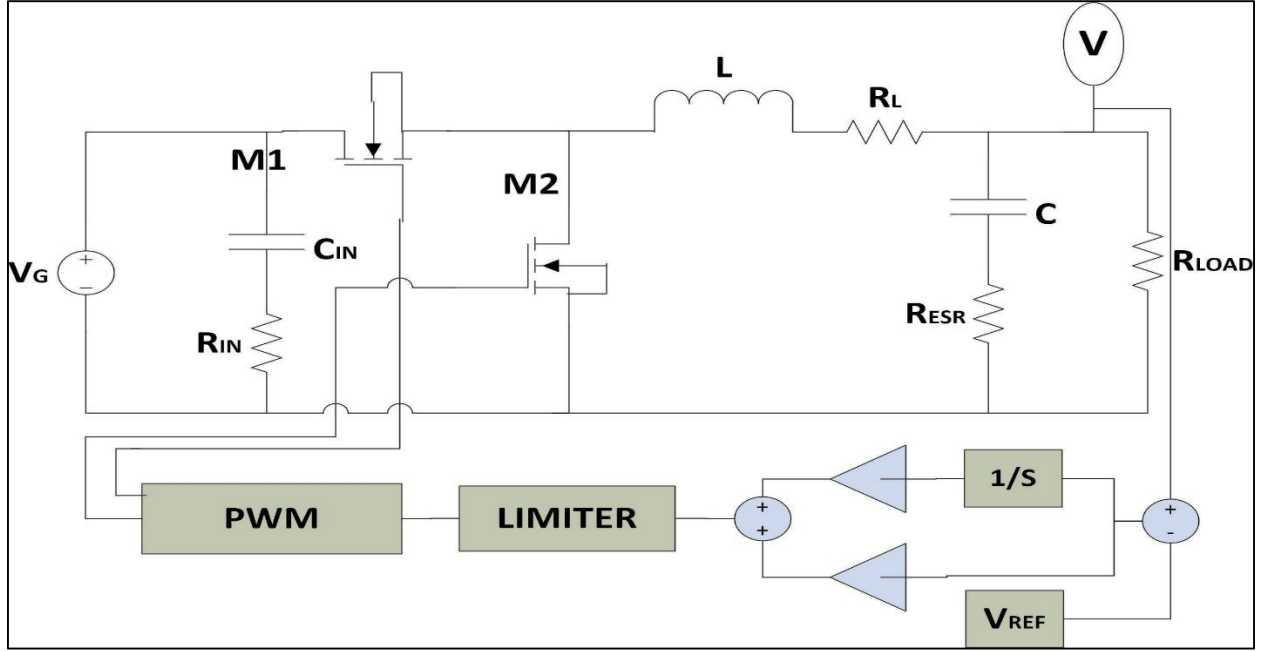 V
L
RL
M1
M2
C
CIN
VG
RLOAD
RESR
RIN
+
−
1/S
PWM
LIMITER
+
+
+
-
VREF